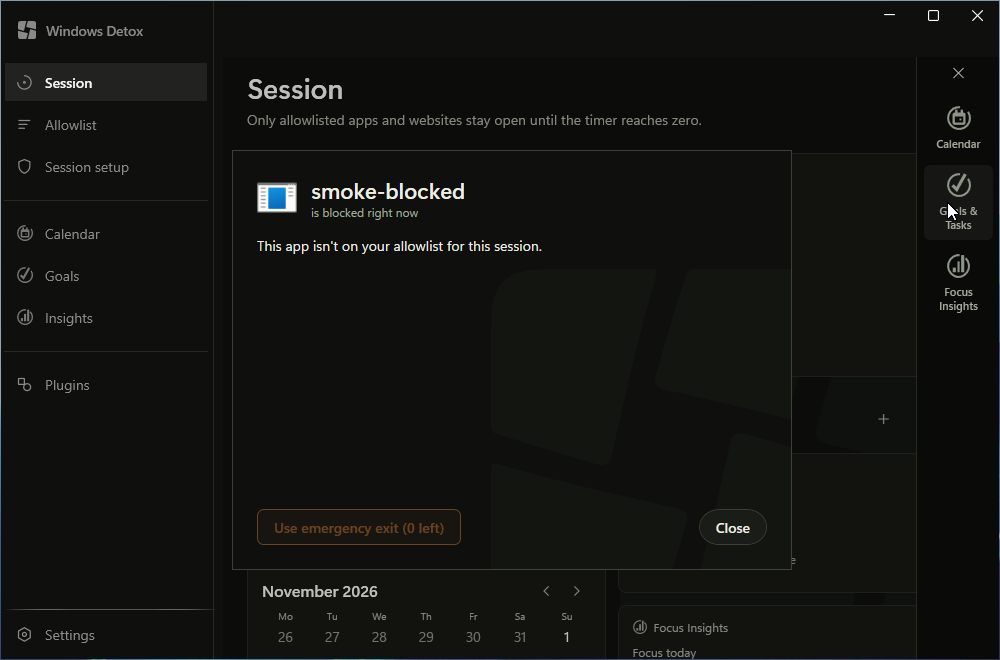 Windows Detox
Session
Allowlist
Session setup
Calendar
Goals
Insights
Plugins
Settings
Session
Only allowlisted apps and websites stay open until the timer reaches zero.
smoke-blocked
is blocked right now
This app isn't on your allowlist for this session.
Use emergency exit (0 left)
Close
November 2026
Mo Tu We Th Fr Sa Su
26 27 28 29 30 31 1
Focus Insights
Focus today
Calendar
Goals &
Tasks
Focus
Insights